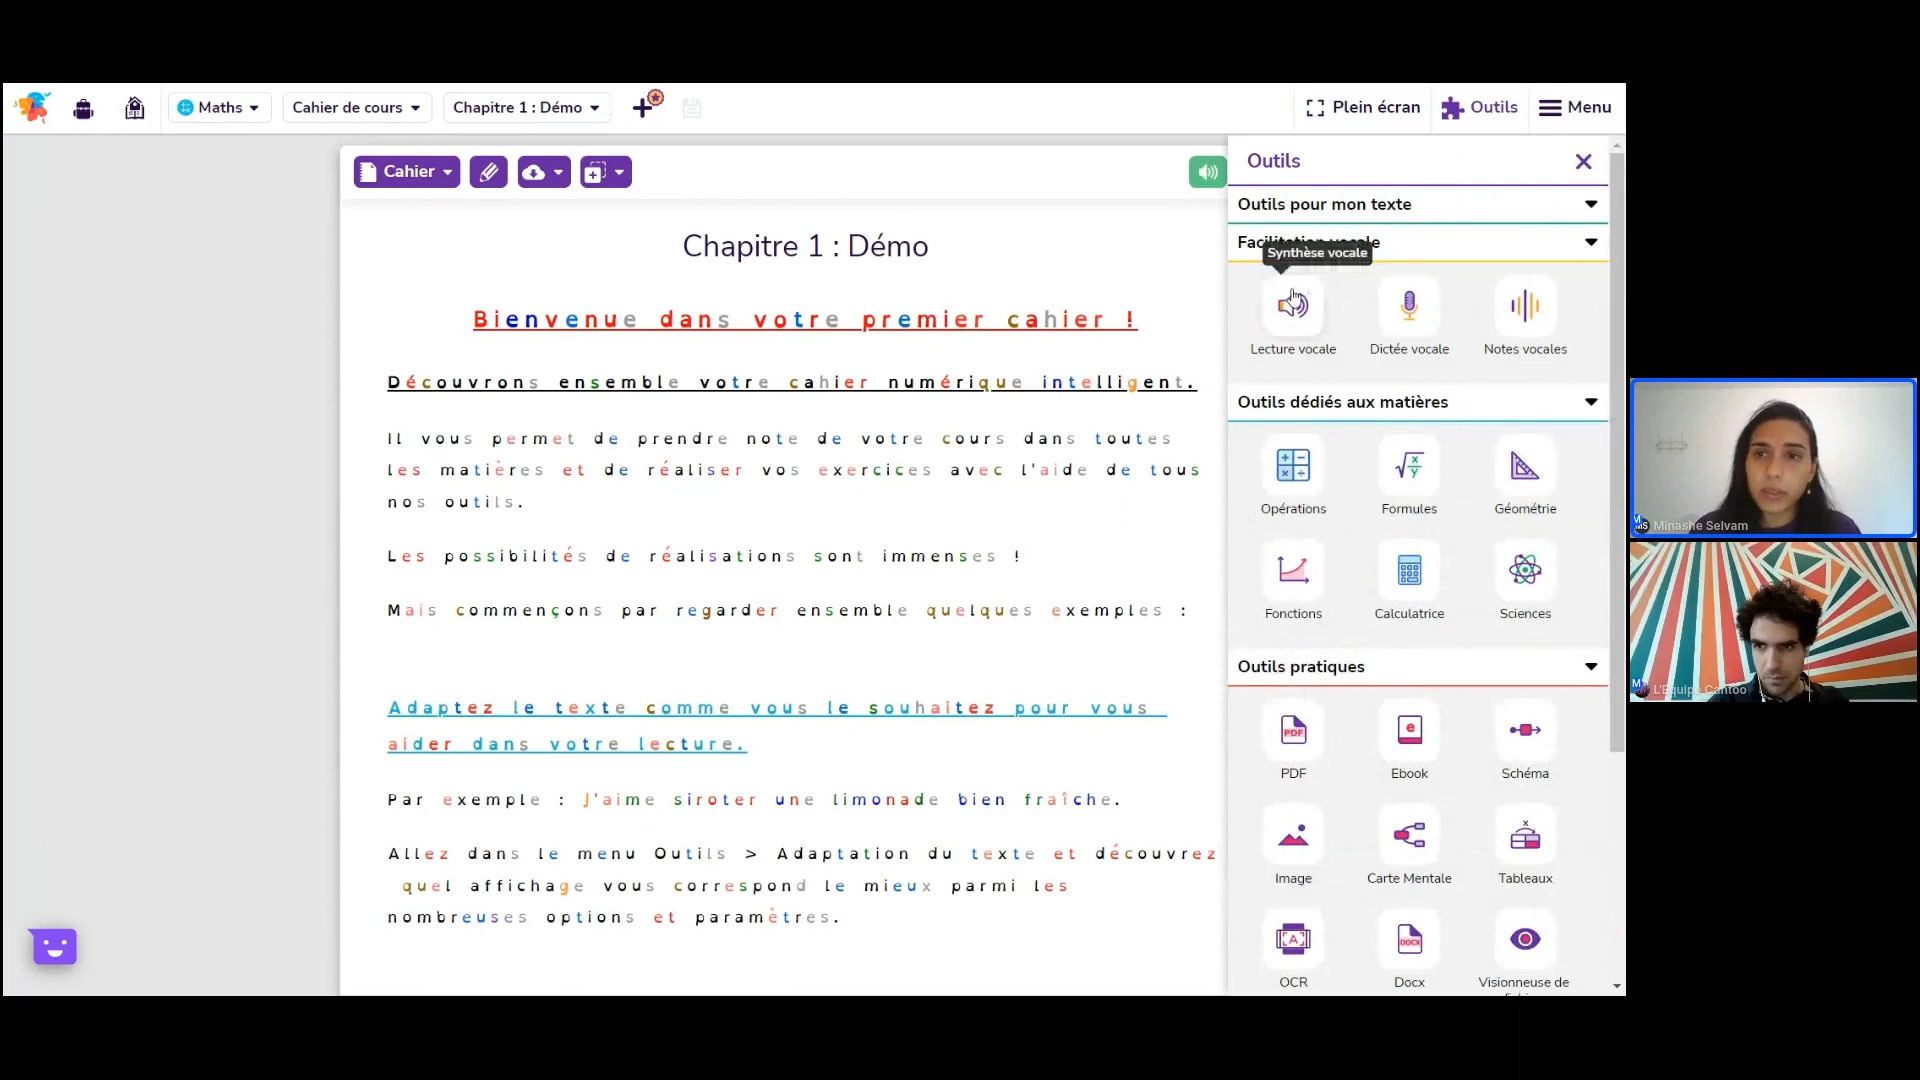 Maths
Cahier de cours
Chapitre 1 : Démo
Plein écran
Outils
Menu
Cahier
Chapitre 1 : Démo
Bienvenue dans votre premier cahier !
Découvrons ensemble votre cahier numérique intelligent.
Il vous permet de prendre note de votre cours dans toutes
les matières et de réaliser vos exercices avec l'aide de tous
nos outils.
Les possibilités de réalisations sont immenses !
Mais commençons par regarder ensemble quelques exemples :
Adaptez le texte comme vous le souhaitez pour vous
aider dans votre lecture.
Par exemple : J'aime siroter une limonade bien fraîche.
Allez dans le menu Outils > Adaptation du texte et découvrez
quel affichage vous correspond le mieux parmi les
nombreuses options et paramètres.
Outils
Outils pour mon texte
Facilitation vocale
Synthèse vocale
Lecture vocale
Dictée vocale
Notes vocales
Outils dédiés aux matières
Opérations
Formules
Géométrie
Fonctions
Calculatrice
Sciences
Outils pratiques
PDF
PDF
Ebook
Schéma
Image
Carte Mentale
Tableaux
A
DOCX
OCR
Docx
Visionneuse de
Minashe Selvam
L'Equipe Cantoo